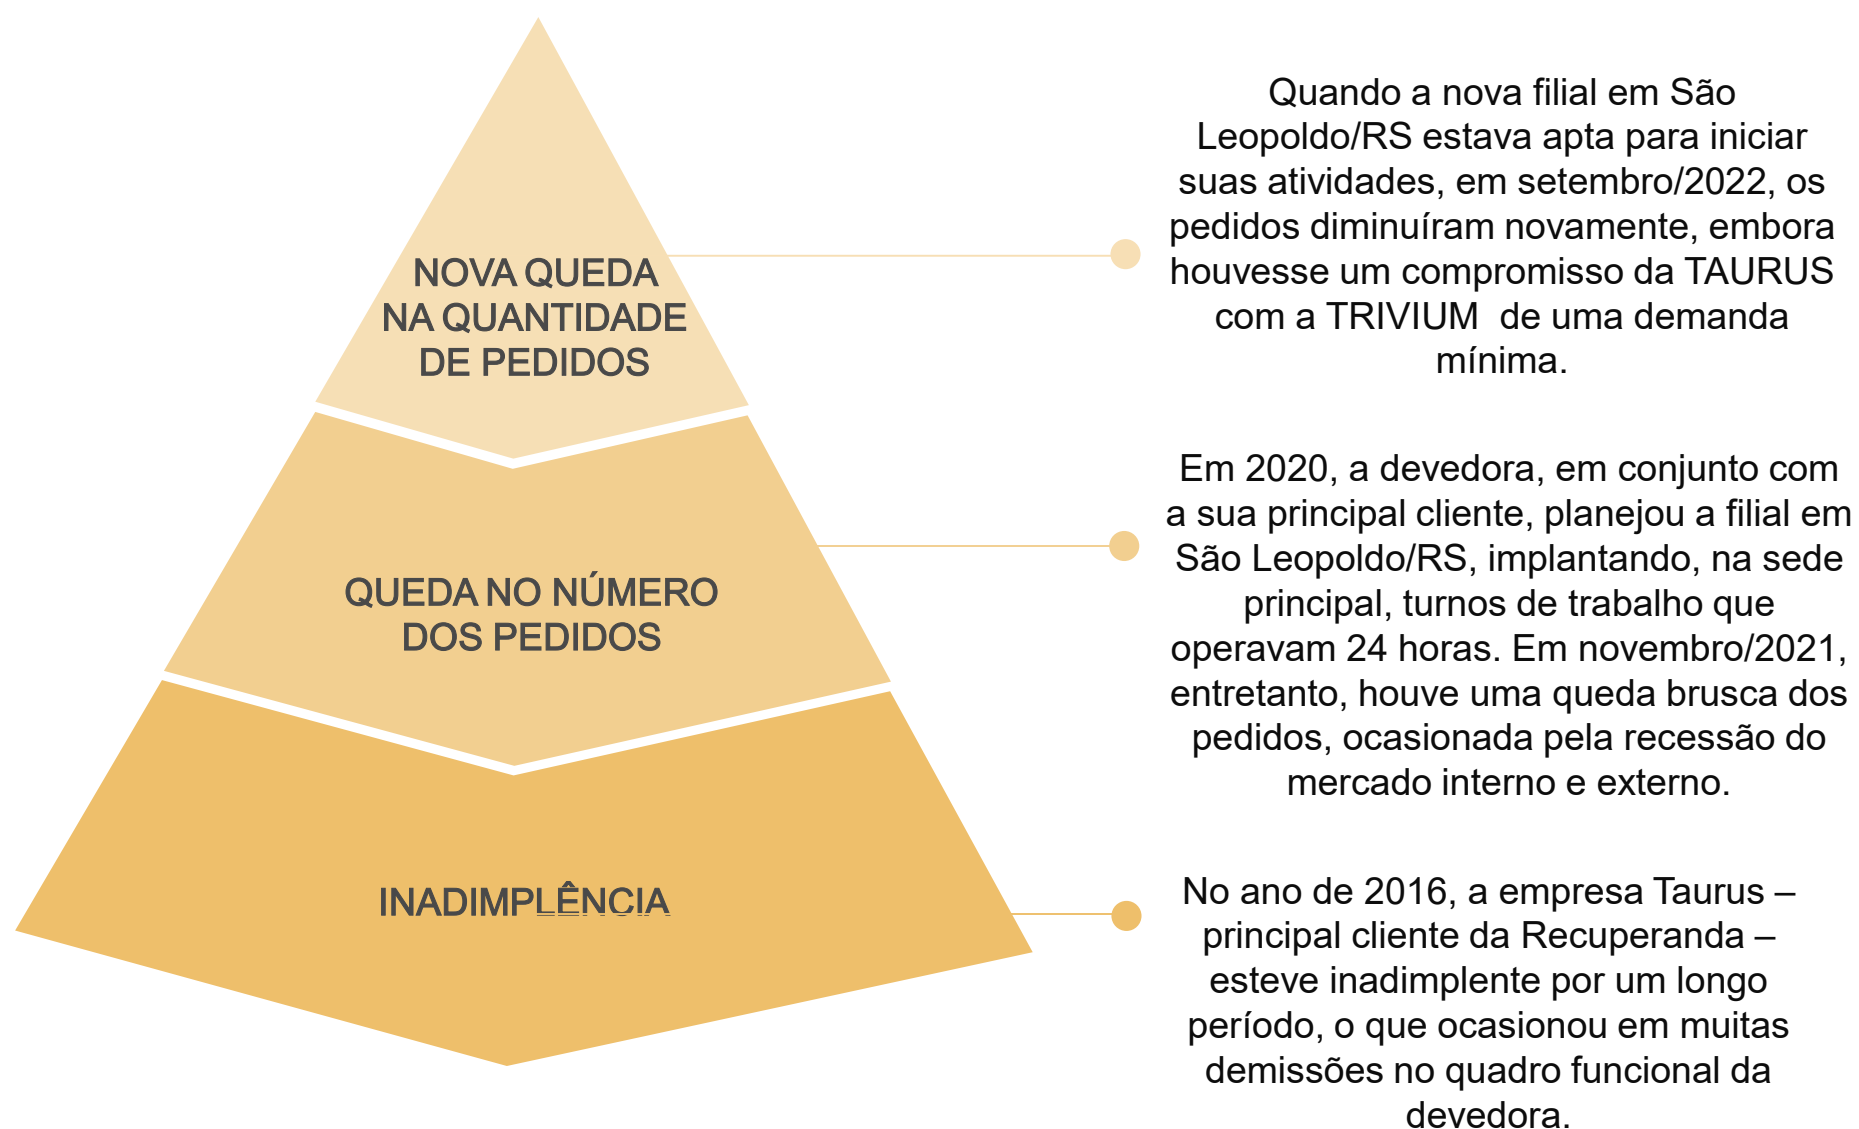 NOVA QUEDA
NA QUANTIDADE
DE PEDIDOS
Quando a nova filial em São
Leopoldo/RS estava apta para iniciar
suas atividades, em setembro/2022, os
pedidos diminuíram novamente, embora
houvesse um compromisso da TAURUS
com a TRIVIUM de uma demanda
mínima.
QUEDA NO NÚMERO
DOS PEDIDOS
Em 2020, a devedora, em conjunto com
a sua principal cliente, planejou a filial em
São Leopoldo/RS, implantando, na sede
principal, turnos de trabalho que
operavam 24 horas. Em novembro/2021,
entretanto, houve uma queda brusca dos
pedidos, ocasionada pela recessão do
mercado interno e externo.
INADIMPLÊNCIA
No ano de 2016, a empresa Taurus –
principal cliente da Recuperanda –
esteve inadimplente por um longo
período, o que ocasionou em muitas
demissões no quadro funcional da
devedora.